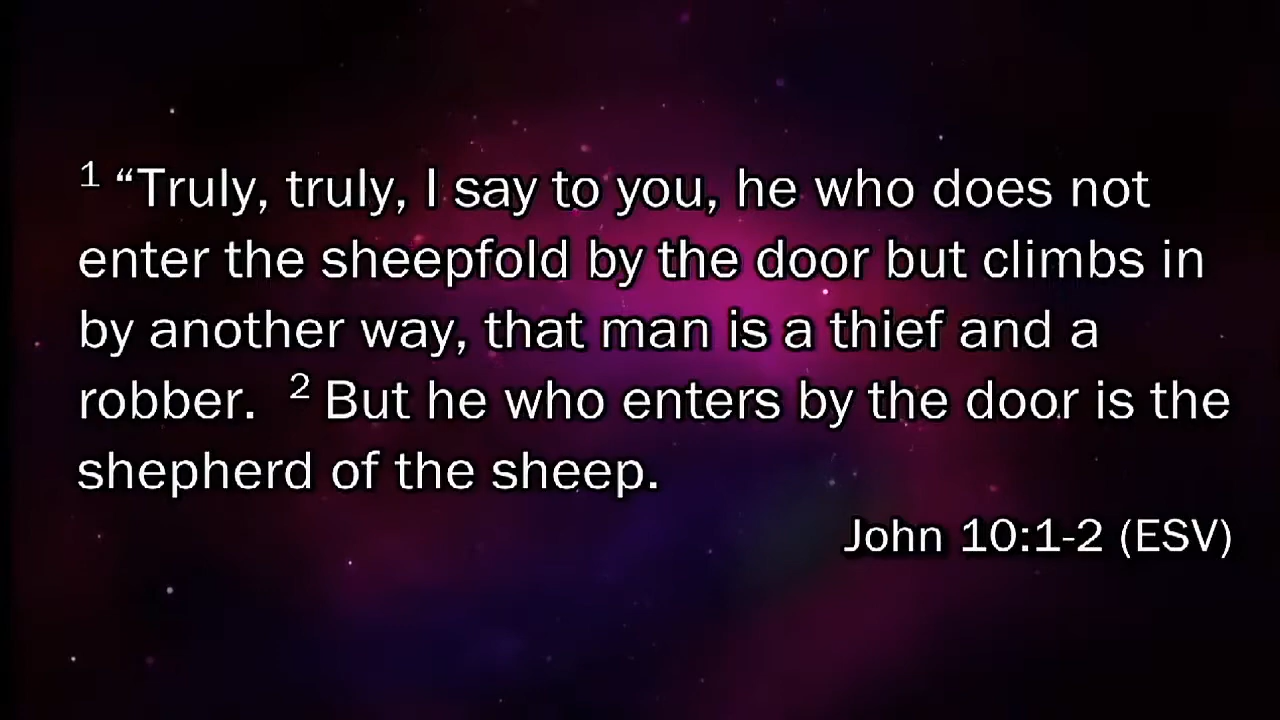 1 “Truly, truly, I say to you, he who does not
enter the sheepfold by the door but climbs in
by another way, that man is a thief and a
robber.  2 But he who enters by the door is the
shepherd of the sheep.
John 10:1-2 (ESV)